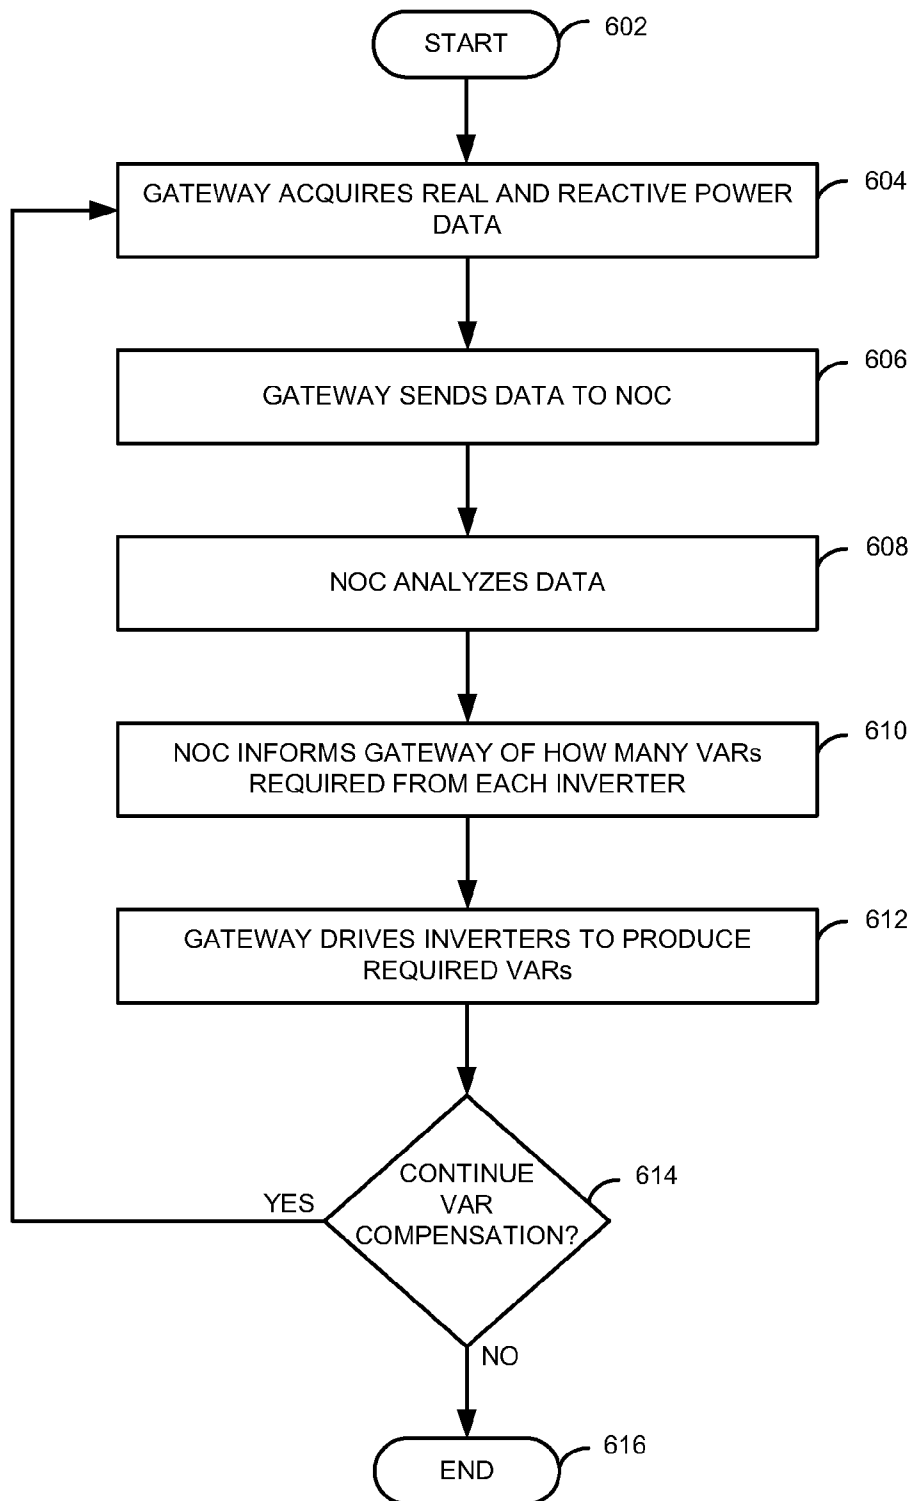 START
602
GATEWAY ACQUIRES REAL AND REACTIVE POWER
DATA
604
GATEWAY SENDS DATA TO NOC
606
NOC ANALYZES DATA
608
NOC INFORMS GATEWAY OF HOW MANY VARs
REQUIRED FROM EACH INVERTER
610
GATEWAY DRIVES INVERTERS TO PRODUCE
REQUIRED VARs
612
CONTINUE
VAR
COMPENSATION?
614
YES
NO
END
616